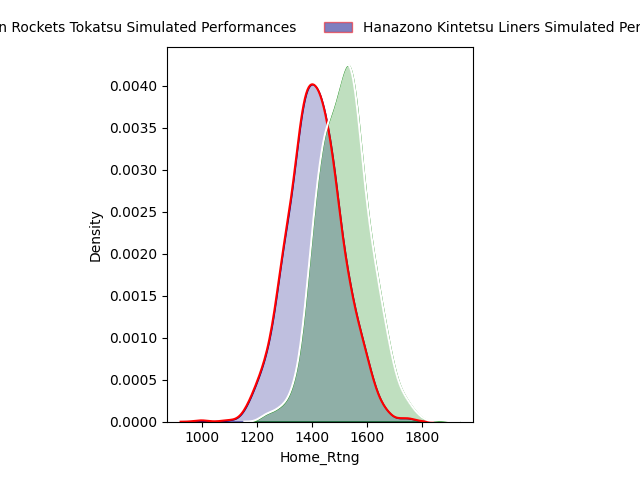 n Rockets Tokatsu Simulated Performances
Hanazono Kintetsu Liners Simulated Per
0.0040
0.0035
0.0030
0.0025
0.0020
0.0015
0.0010
0.0005
0.0000
Density
1000 1200 1400 1600 1800
Home_Rtng